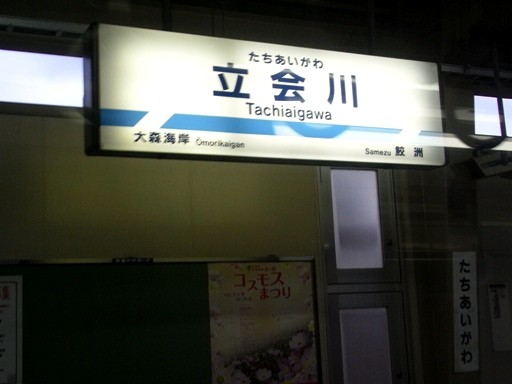 たちあいがわ
立会川
Tachiaigawa
大森海岸 Ōmorikaigan
Samezu 鮫洲
コスモス
まつり
たちあいがわ